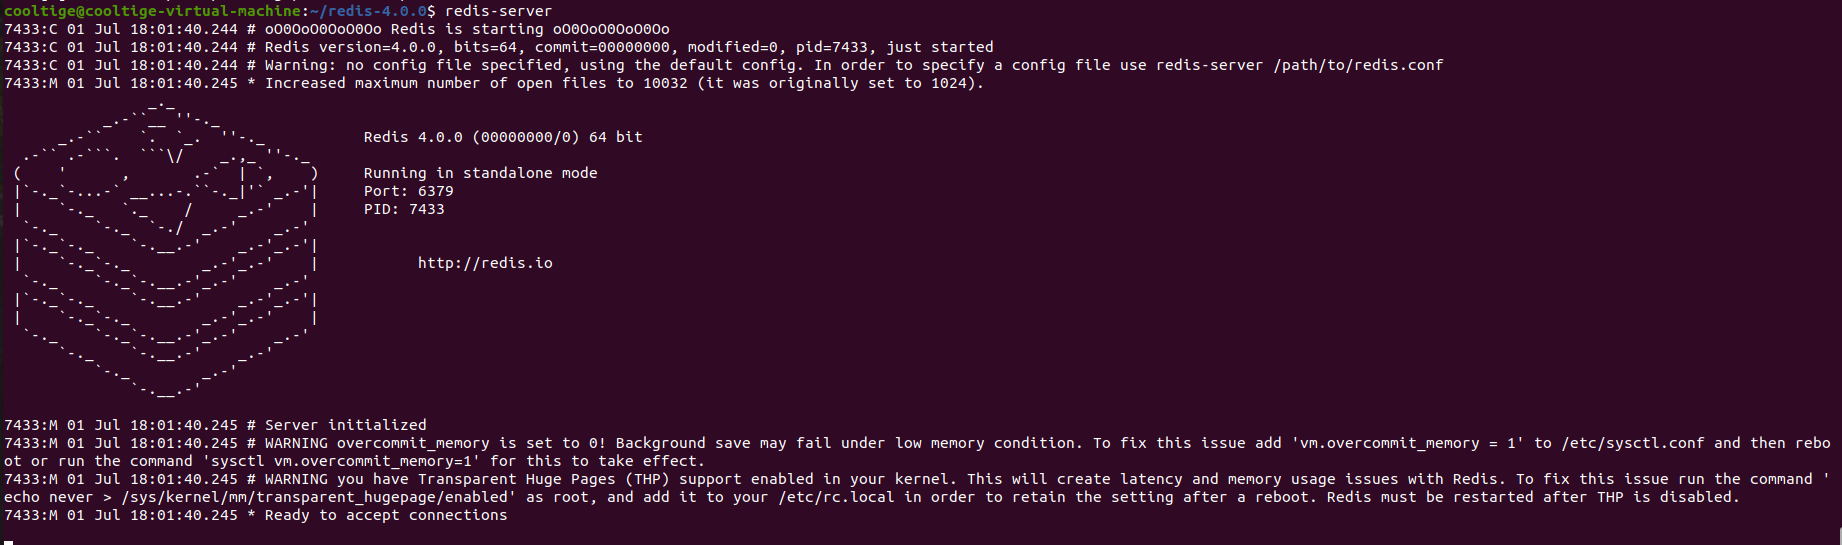 cooltige@cooltige-virtual-machine:~/redis-4.0.0$ redis-server
7433:C 01 Jul 18:01:40.244 # oO0OoO0OoO0Oo Redis is starting oO0OoO0OoO0Oo
7433:C 01 Jul 18:01:40.244 # Redis version=4.0.0, bits=64, commit=00000000, modified=0, pid=7433, just started
7433:C 01 Jul 18:01:40.244 # Warning: no config file specified, using the default config. In order to specify a config file use redis-server /path/to/redis.conf
7433:M 01 Jul 18:01:40.245 * Increased maximum number of open files to 10032 (it was originally set to 1024).
Redis 4.0.0 (00000000/0) 64 bit
Running in standalone mode
Port: 6379
PID: 7433
http://redis.io
7433:M 01 Jul 18:01:40.245 # Server initialized
7433:M 01 Jul 18:01:40.245 # WARNING overcommit_memory is set to 0! Background save may fail under low memory condition. To fix this issue add 'vm.overcommit_memory = 1' to /etc/sysctl.conf and then rebo
ot or run the command 'sysctl vm.overcommit_memory=1' for this to take effect.
7433:M 01 Jul 18:01:40.245 # WARNING you have Transparent Huge Pages (THP) support enabled in your kernel. This will create latency and memory usage issues with Redis. To fix this issue run the command '
echo never > /sys/kernel/mm/transparent_hugepage/enabled' as root, and add it to your /etc/rc.local in order to retain the setting after a reboot. Redis must be restarted after THP is disabled.
7433:M 01 Jul 18:01:40.245 * Ready to accept connections